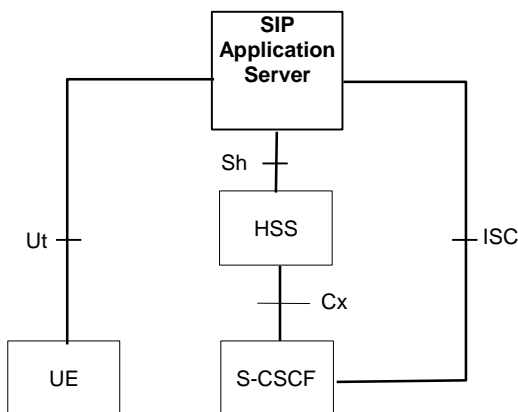 SIP
Application
Server
Sh
HSS
Ut
ISC
Cx
UE
S-CSCF